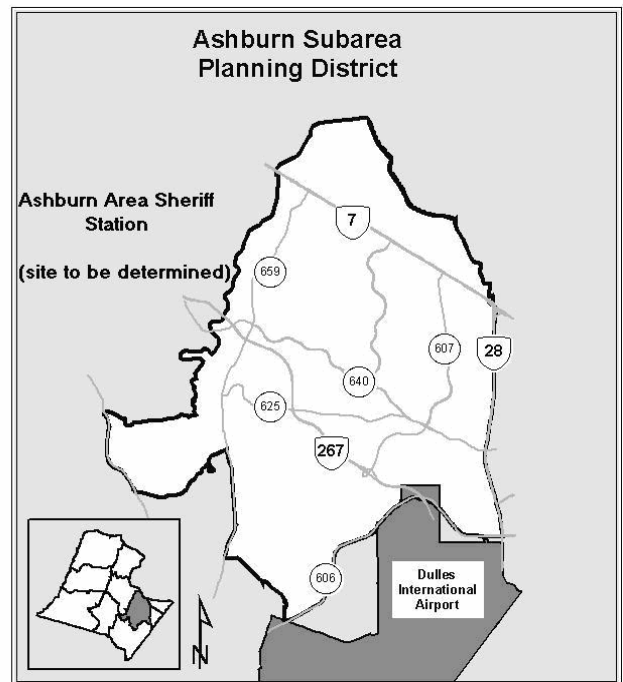 Ashburn Subarea
Planning District
Ashburn Area Sheriff
Station
(site to be determined)
7
659
607
28
640
625
267
606
Dulles
International
Airport
N